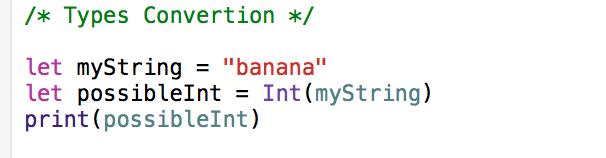 /* Types Convertion */
let myString = "banana"
let possibleInt = Int(myString)
print(possibleInt)